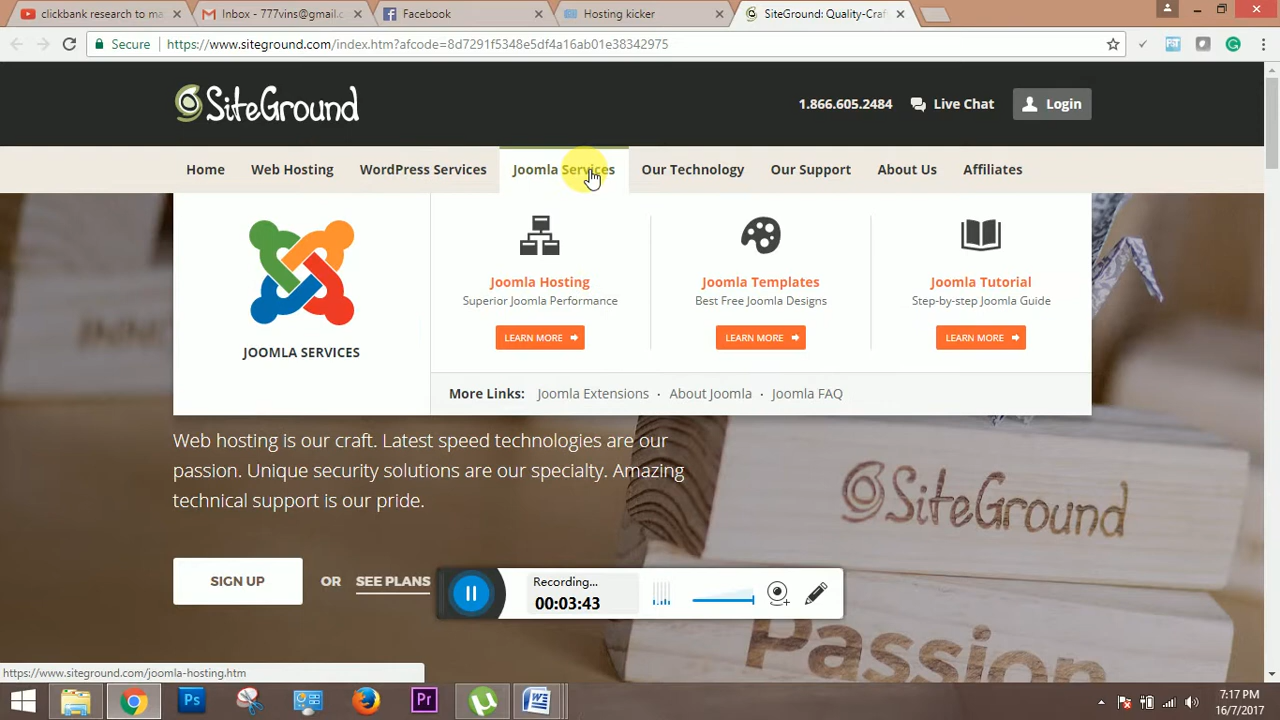 clickbank research to ma
Inbox - 777vins@gmail.c
Facebook
Hosting kicker
SiteGround: Quality-Craf
Secure
https://www.siteground.com/index.htm?afcode=8d7291f5348e5df4a16ab01e38342975
SiteGround
1.866.605.2484
Live Chat
Login
Home
Web Hosting
WordPress Services
Joomla Services
Our Technology
Our Support
About Us
Affiliates
JOOMLA SERVICES
Joomla Hosting
Superior Joomla Performance
LEARN MORE
Joomla Templates
Best Free Joomla Designs
LEARN MORE
Joomla Tutorial
Step-by-step Joomla Guide
LEARN MORE
More Links: Joomla Extensions · About Joomla · Joomla FAQ
Web hosting is our craft. Latest speed technologies are our
passion. Unique security solutions are our specialty. Amazing
technical support is our pride.
SiteGround
SIGN UP
OR
SEE PLANS
Recording...
00:03:43
Passion
https://www.siteground.com/joomla-hosting.htm
Ps
Pr
7:17 PM
16/7/2017